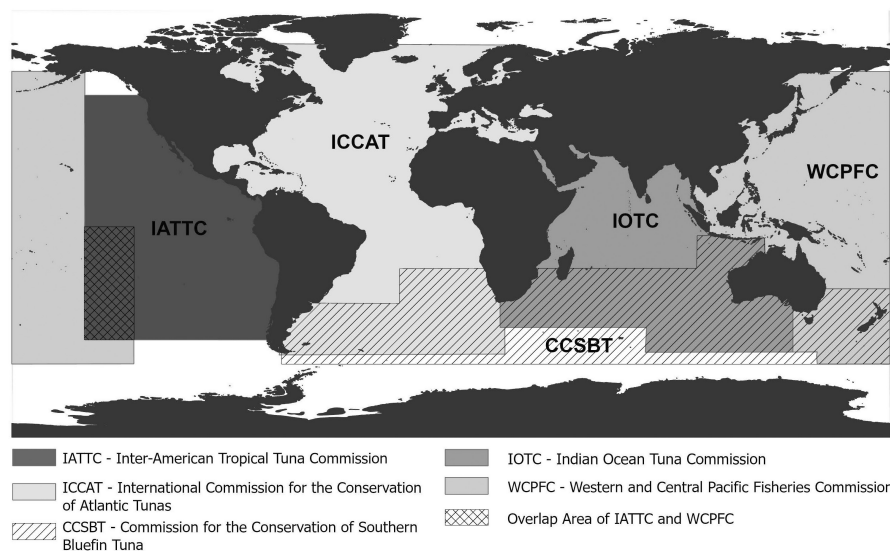 ICCAT
WCPFC
IATTC
IOTC
CCSBT
IATTC - Inter-American Tropical Tuna Commission
ICCAT - International Commission for the Conservation
of Atlantic Tunas
CCSBT - Commission for the Conservation of Southern
Bluefin Tuna
IOTC - Indian Ocean Tuna Commission
WCPFC - Western and Central Pacific Fisheries Commission
Overlap Area of IATTC and WCPFC